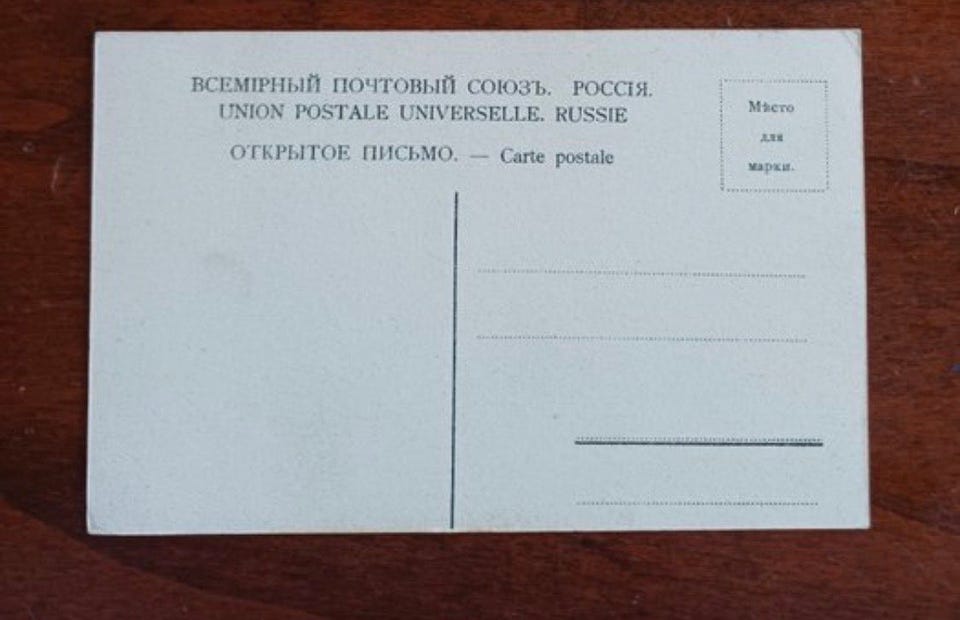 ВСЕМІРНЫЙ ПОЧТОВЫЙ СОЮЗЪ. РОССІЯ.
UNION POSTALE UNIVERSELLE. RUSSIE
ОТКРЫТОЕ ПИСЬМО. — Carte postale
Мѣсто
для
марки.